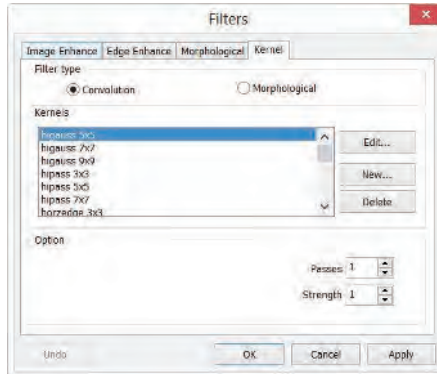 Filters
Image Enhance Edge Enhance Morphological Kernel
Filter type
Convolution Morphological
Kernels
higauss 5x5
higauss 7x7
higauss 9x9
hipass 3x3
hipass 5x5
hipass 7x7
horzedge 3x3
Edit...
New...
Delete
Option
Passes 1
Strength 1
Undo OK Cancel Apply